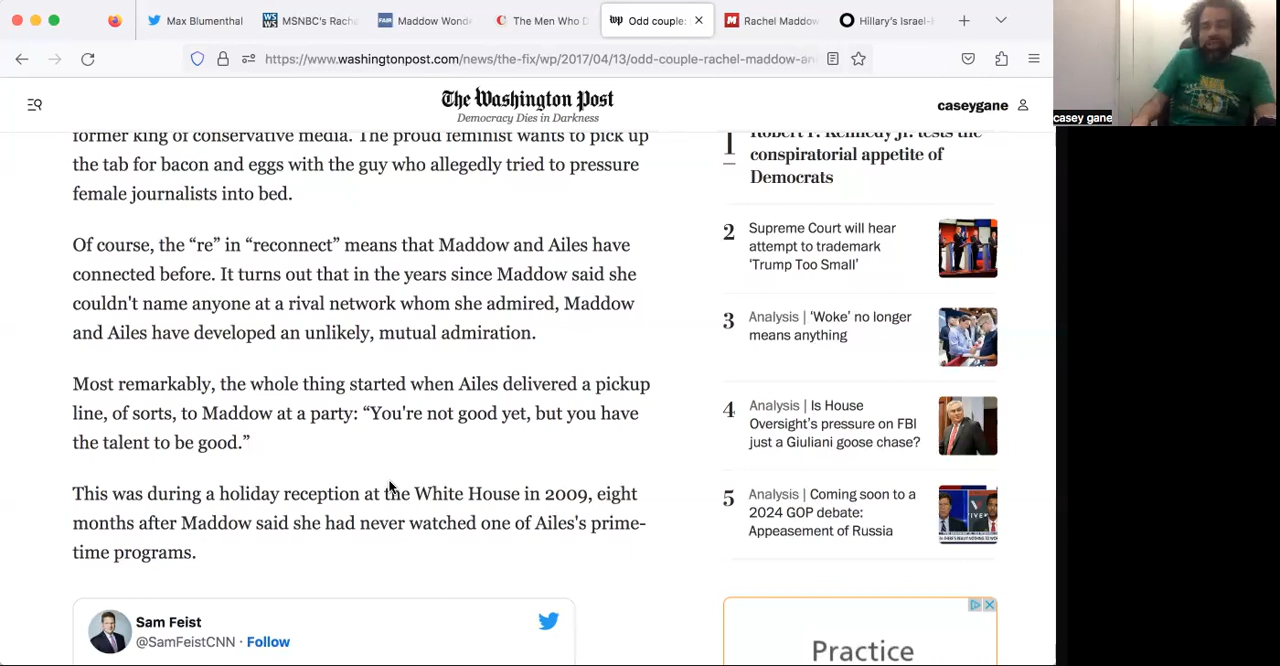 Max Blumenthal
MSNBC's Rach
Maddow Wond
The Men Who D
Odd couple:
Rachel Maddow
Hillary's Israel-
https://www.washingtonpost.com/news/the-fix/wp/2017/04/13/odd-couple-rachel-maddow-an
The Washington Post
Democracy Dies in Darkness
caseygane
casey gane
former king of conservative media. The proud feminist wants to pick up
the tab for bacon and eggs with the guy who allegedly tried to pressure
female journalists into bed.
Of course, the “re” in “reconnect” means that Maddow and Ailes have
connected before. It turns out that in the years since Maddow said she
couldn't name anyone at a rival network whom she admired, Maddow
and Ailes have developed an unlikely, mutual admiration.
Most remarkably, the whole thing started when Ailes delivered a pickup
line, of sorts, to Maddow at a party: “You're not good yet, but you have
the talent to be good.”
This was during a holiday reception at the White House in 2009, eight
months after Maddow said she had never watched one of Ailes's prime-
time programs.
Sam Feist
@SamFeistCNN · Follow
1
Robert F. Kennedy Jr. tests the
conspiratorial appetite of
Democrats
2
Supreme Court will hear
attempt to trademark
‘Trump Too Small’
3
Analysis | ‘Woke’ no longer
means anything
4
Analysis | Is House
Oversight’s pressure on FBI
just a Giuliani goose chase?
5
Analysis | Coming soon to a
2024 GOP debate:
Appeasement of Russia
Practice